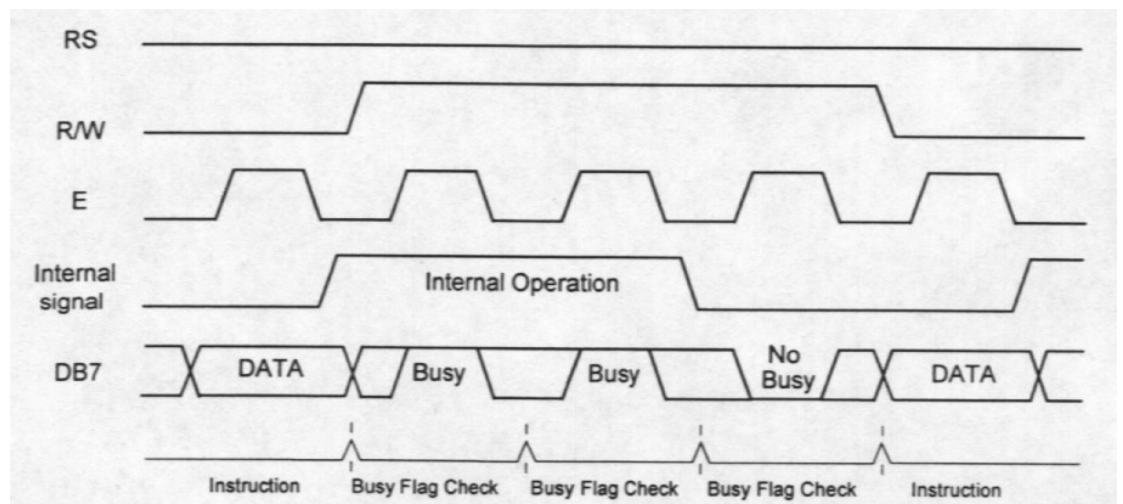 RS
R/W
E
Internal
signal
Internal Operation
DB7
DATA
Busy
Busy
No
Busy
DATA
Instruction
Busy Flag Check
Busy Flag Check
Busy Flag Check
Instruction